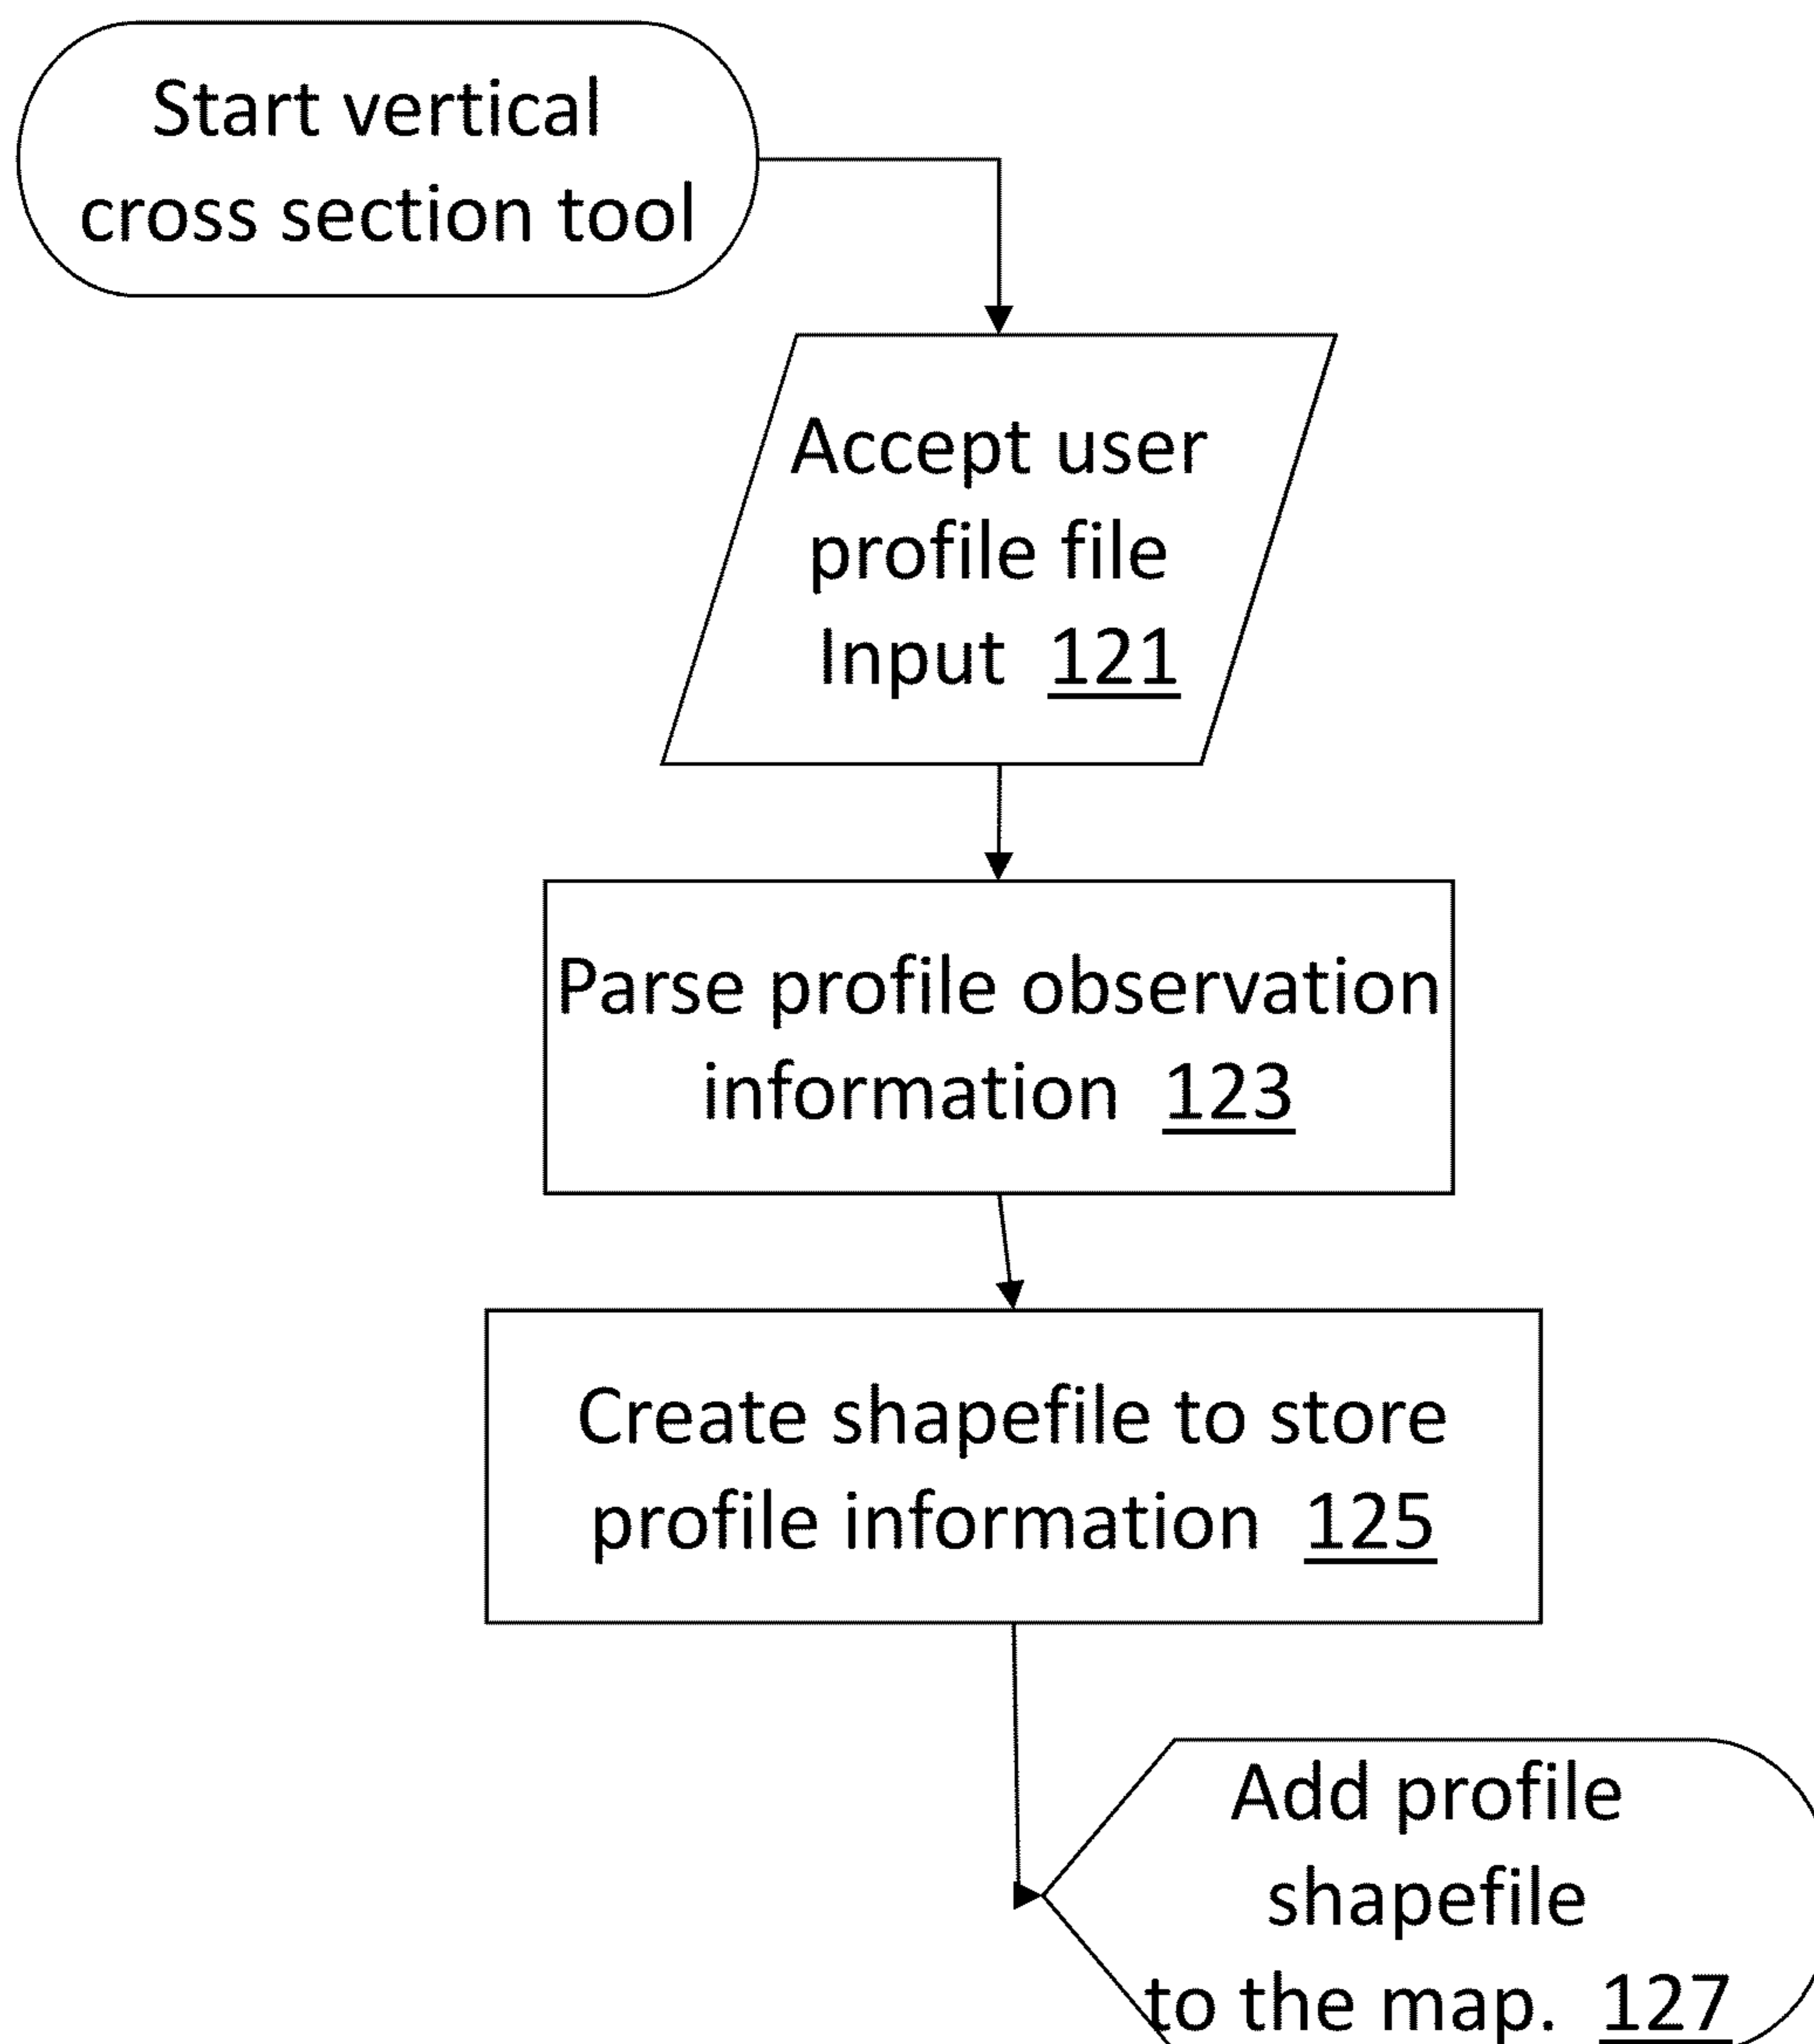 Start vertical
cross section tool
Accept user
profile file
Input 121
Parse profile observation
information 123
Create shapefile to store
profile information 125
Add profile
shapefile
to the map. 127